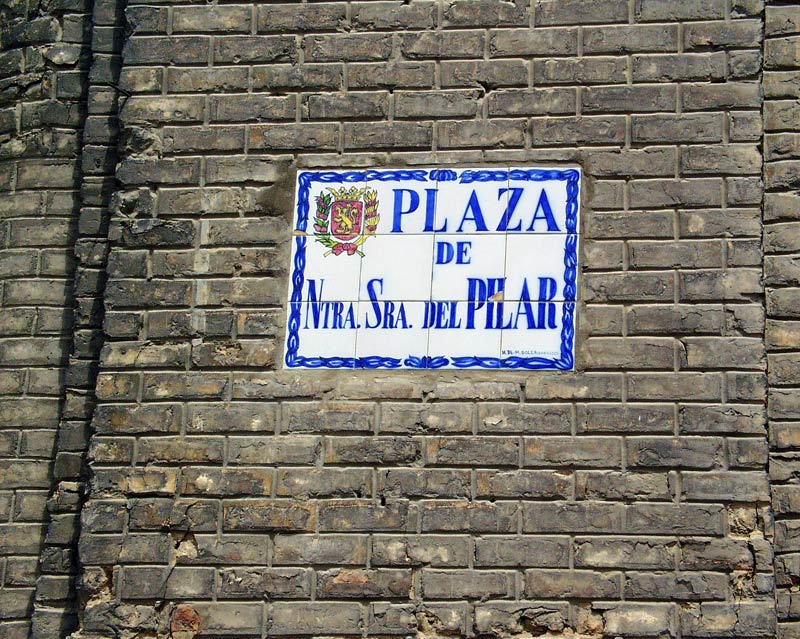 PLAZA
DE
NTRA. SRA. DEL PILAR